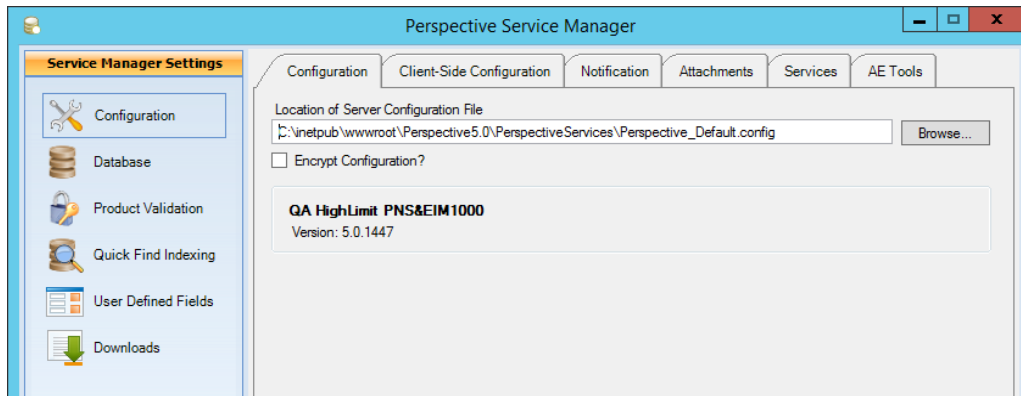 Perspective Service Manager
Service Manager Settings
Configuration
Database
Product Validation
Quick Find Indexing
User Defined Fields
Downloads
Configuration Client-Side Configuration Notification Attachments Services AE Tools
Location of Server Configuration File
C:\inetpub\wwwroot\Perspective5.0\PerspectiveServices\Perspective_Default.config Browse...
Encrypt Configuration?
QA HighLimit PNS&EIM1000
Version: 5.0.1447